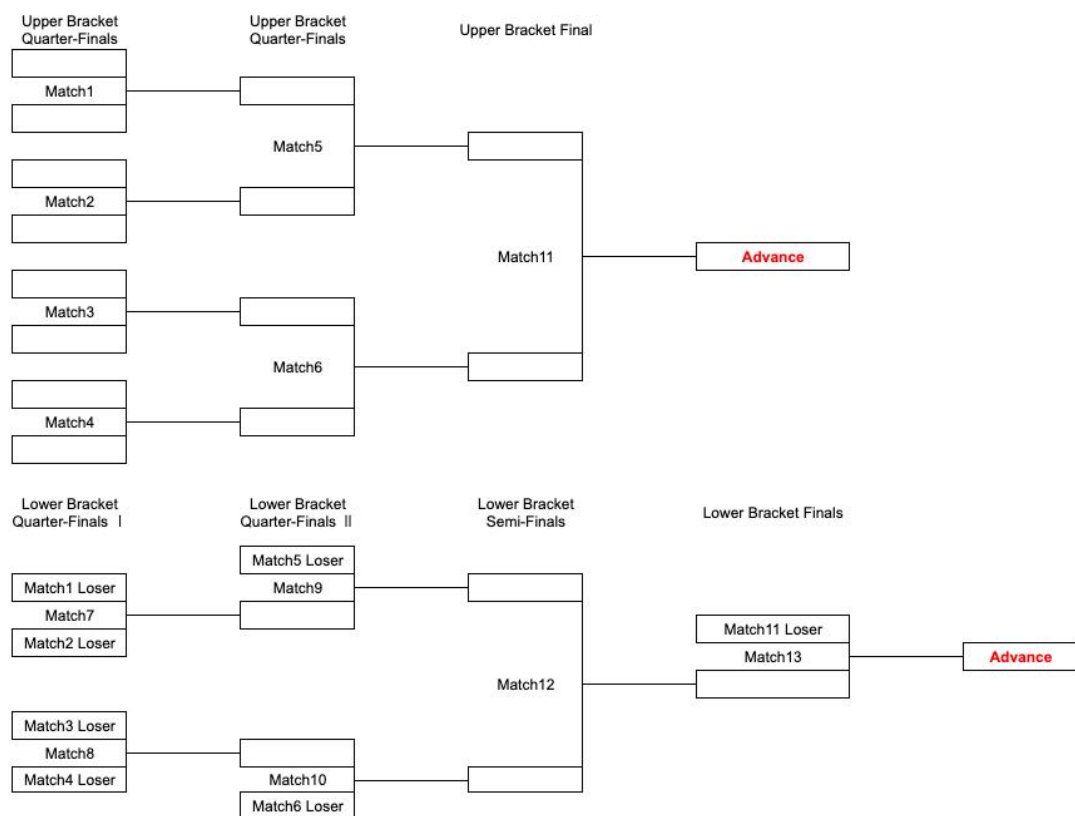 Upper Bracket
Quarter-Finals
Upper Bracket
Quarter-Finals
Upper Bracket Final
Match1
Match5
Match2
Match11
Advance
Match3
Match6
Match4
Lower Bracket
Quarter-Finals Ⅰ
Lower Bracket
Quarter-Finals Ⅱ
Lower Bracket
Semi-Finals
Lower Bracket Finals
Match5 Loser
Match1 Loser
Match9
Match7
Match2 Loser
Match11 Loser
Match13
Advance
Match12
Match3 Loser
Match8
Match4 Loser
Match10
Match6 Loser